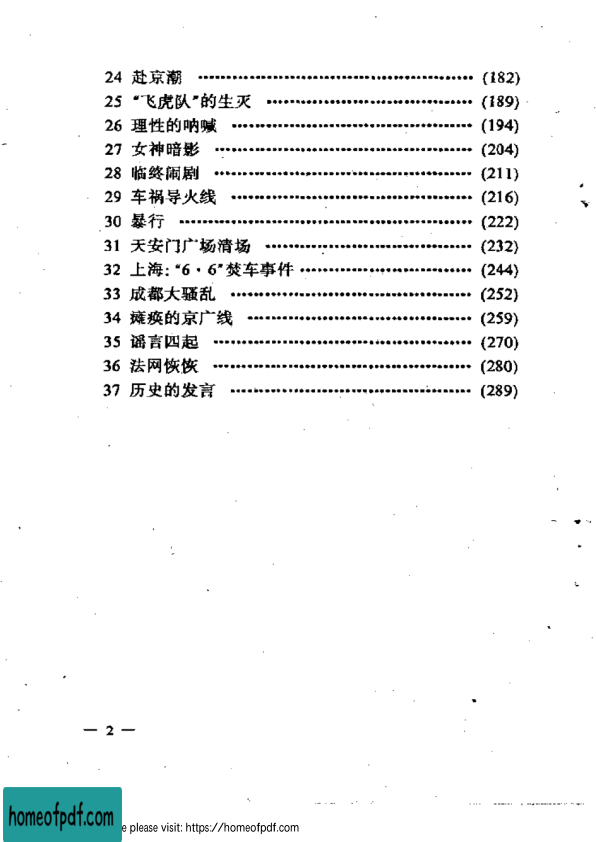 24 赴京潮 ················ (182)
25 “飞虎队”的生灭 ················ (189)
26 理性的呐喊 ················ (194)
27 女神暗影 ················ (204)
28 临终闹剧 ················ (211)
29 车祸导火线 ················ (216)
30 暴行 ················ (222)
31 天安门广场清场 ················ (232)
32 上海:“6·6”焚车事件 ················ (244)
33 成都大骚乱 ················ (252)
34 瘫痪的京广线 ················ (259)
35 谣言四起 ················ (270)
36 法网恢恢 ················ (280)
37 历史的发言 ················ (289)
— 2 —
homeofpdf.com
e please visit: https://homeofpdf.com